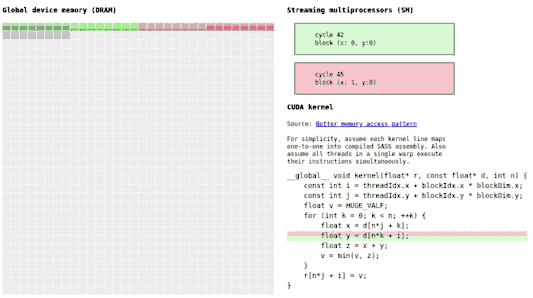 Global device memory (DRAM)
Streaming multiprocessors (SM)
cycle 42
block (x: 0, y:0)
cycle 45
block (x: 1, y:0)
CUDA kernel
Source: Better memory access pattern
For simplicity, assume each kernel line maps
one-to-one into compiled SASS assembly. Also
assume all threads in a single warp execute
their instructions simultaneously.
__global__ void kernel(float* r, const float* d, int n) {
const int i = threadIdx.x + blockIdx.x * blockDim.x;
const int j = threadIdx.y + blockIdx.y * blockDim.y;
float v = HUGE_VALF;
for (int k = 0; k < n; ++k) {
float x = d[n*j + k];
float y = d[n*k + i];
float z = x + y;
v = min(v, z);
}
r[n*j + i] = v;
}